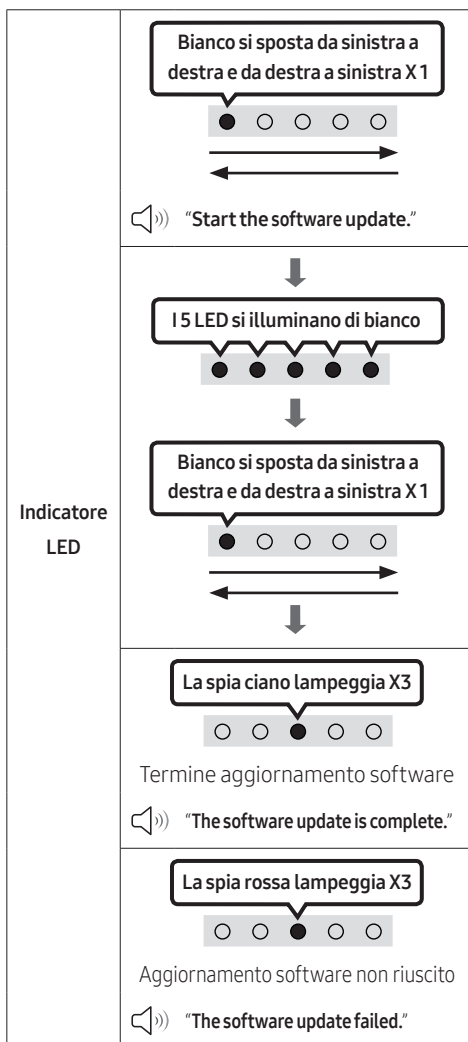 Indicatore
LED
Bianco si sposta da sinistra a
destra e da destra a sinistra X 1
“Start the software update.”
I 5 LED si illuminano di bianco
Bianco si sposta da sinistra a
destra e da destra a sinistra X 1
La spia ciano lampeggia X3
Termine aggiornamento software
“The software update is complete.”
La spia rossa lampeggia X3
Aggiornamento software non riuscito
“The software update failed.”